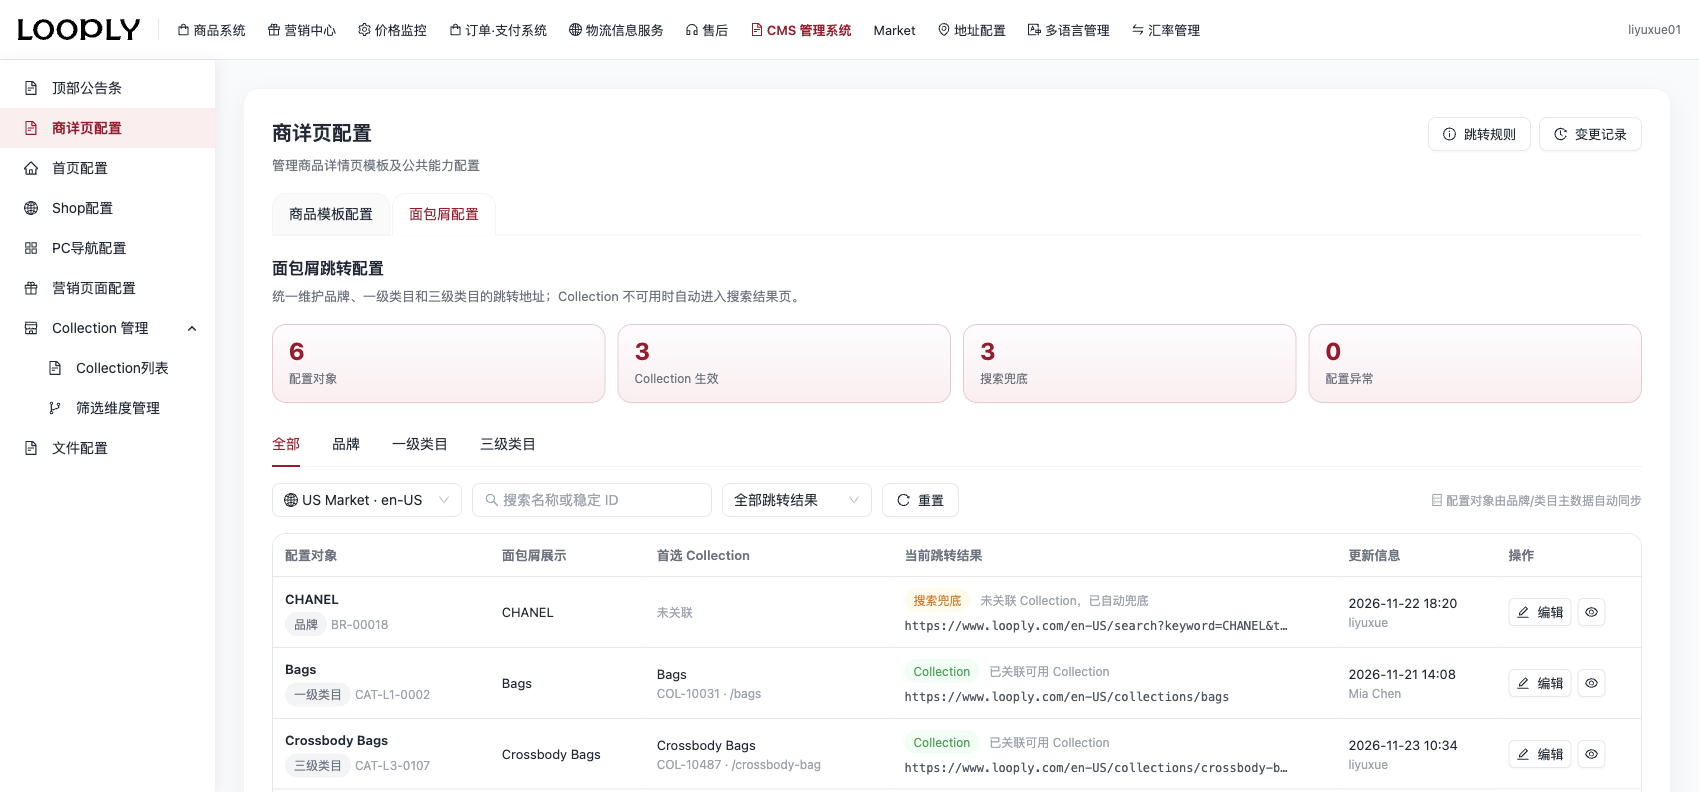 LOOPLY
商品系统
营销中心
价格监控
订单·支付系统
物流信息服务
售后
CMS 管理系统
Market
地址配置
多语言管理
汇率管理
liyuxue01
顶部公告条
商详页配置
首页配置
Shop配置
PC导航配置
营销页面配置
Collection 管理
Collection列表
筛选维度管理
文件配置
商详页配置
管理商品详情页模板及公共能力配置
跳转规则
变更记录
商品模板配置
面包屑配置
面包屑跳转配置
统一维护品牌、一级类目和三级类目的跳转地址；Collection 不可用时自动进入搜索结果页。
6
配置对象
3
Collection 生效
3
搜索兜底
0
配置异常
全部
品牌
一级类目
三级类目
US Market · en-US
搜索名称或稳定 ID
全部跳转结果
重置
配置对象由品牌/类目主数据自动同步
配置对象
面包屑展示
首选 Collection
当前跳转结果
更新信息
操作
CHANEL
品牌 BR-00018
CHANEL
未关联
搜索兜底 未关联 Collection，已自动兜底
https://www.looply.com/en-US/search?keyword=CHANEL&t…
2026-11-22 18:20
liyuxue
编辑
Bags
一级类目 CAT-L1-0002
Bags
Bags
COL-10031 · /bags
Collection 已关联可用 Collection
https://www.looply.com/en-US/collections/bags
2026-11-21 14:08
Mia Chen
编辑
Crossbody Bags
三级类目 CAT-L3-0107
Crossbody Bags
Crossbody Bags
COL-10487 · /crossbody-bag
Collection 已关联可用 Collection
https://www.looply.com/en-US/collections/crossbody-b…
2026-11-23 10:34
liyuxue
编辑